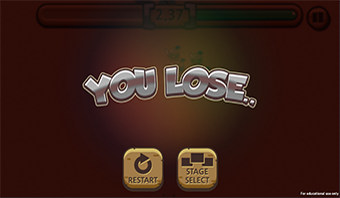 2.37
YOU LOSE..
RESTART
STAGE
SELECT
For educational use only